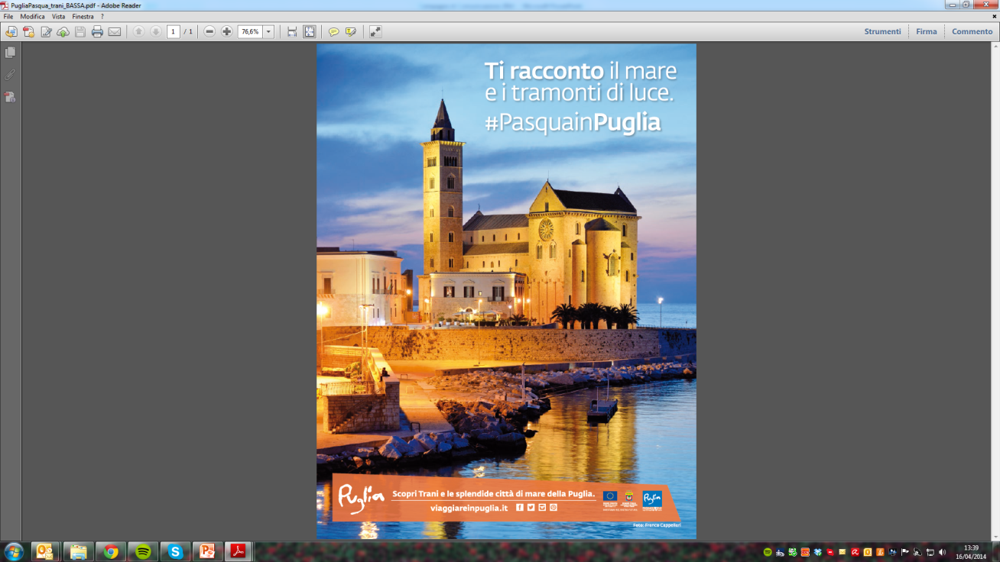 PugliaPasqua_trani_BASSA.pdf - Adobe Reader
File Modifica Vista Finestra ?
1 / 1 76,6% Strumenti Firma Commento
Ti racconto il mare
e i tramonti di luce.
#PasquainPuglia
Puglia
Scopri Trani e le splendide città di mare della Puglia.
viaggiareinpuglia.it
Puglia
Foto: Franco Cappellari
13:39
16/04/2014